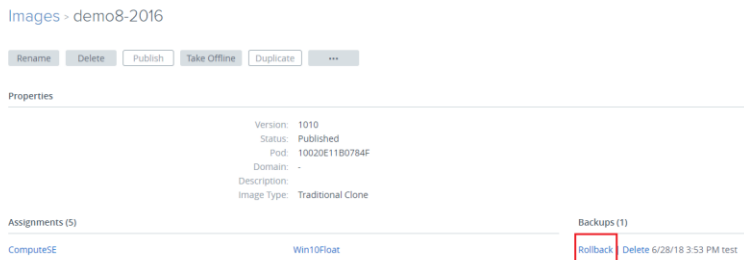 Images > demo8-2016
Rename Delete Publish Take Offline Duplicate ...
Properties
Version: 1010
Status: Published
Pod: 10020E11B0784F
Domain: -
Description:
Image Type: Traditional Clone
Assignments (5) Backups (1)
ComputeSE Win10Float Rollback | Delete 6/28/18 3:53 PM test